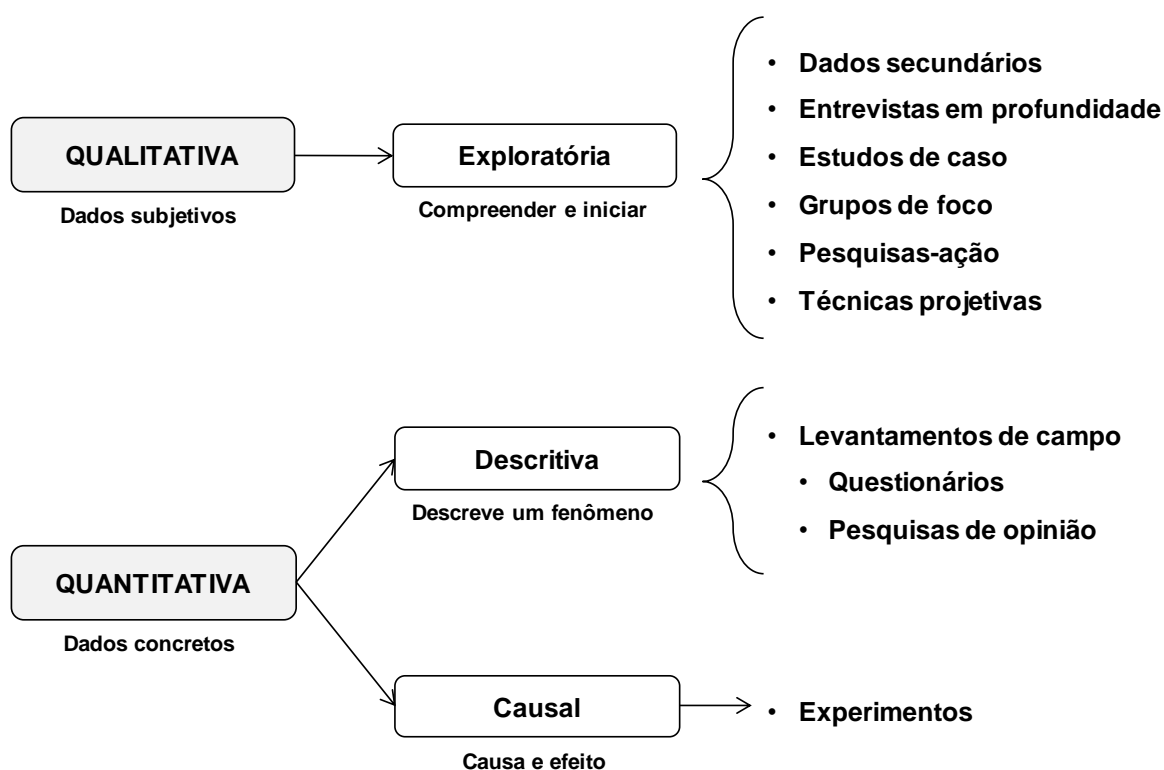 QUALITATIVA
Dados subjetivos
Exploratória
Compreender e iniciar
• Dados secundários
• Entrevistas em profundidade
• Estudos de caso
• Grupos de foco
• Pesquisas-ação
• Técnicas projetivas
QUANTITATIVA
Dados concretos
Descritiva
Descreve um fenômeno
• Levantamentos de campo
• Questionários
• Pesquisas de opinião
Causal
Causa e efeito
• Experimentos